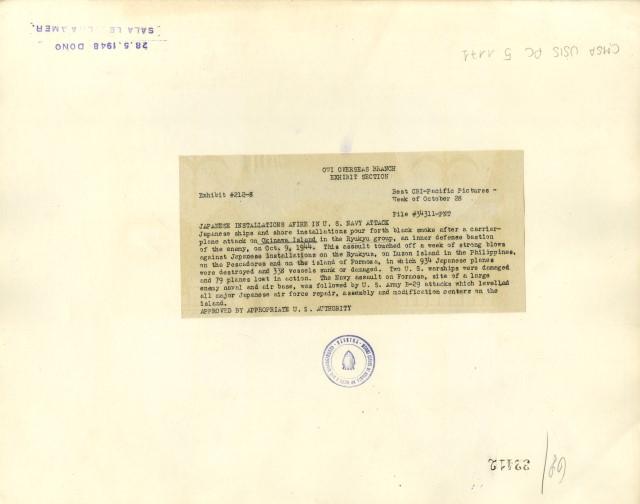 SALA LE
28.5.1948 DONO
CMSA USIS PC 5 1171
OWI OVERSEAS BRANCH
EXHIBIT SECTION
Exhibit #212-E
Best CBI-Pacific Pictures -
Week of October 28
File #34311-PNT
JAPANESE INSTALLATIONS AFIRE IN U. S. NAVY ATTACK
Japanese ships and shore installations pour forth black smoke after a carrier-
plane attack on Okinawa Island in the Ryukyu group, an inner defense bastion
of the enemy, on Oct. 9, 1944. This assault touched off a week of strong blows
against Japanese installations on the Ryukyus, on Luzon island in the Philippines,
on the Pescadores and on the island of Formosa, in which 934 Japanese planes
were destroyed and 338 vessels sunk or damaged. Two U. S. warships were damaged
and 79 planes lost in action. The Navy assault on Formosa, site of a large
enemy naval and air base, was followed by U. S. Army B-29 attacks which levelled
all major Japanese air force repair, assembly and modification centers on the
island.
APPROVED BY APPROPRIATE U. S. AUTHORITY
22112